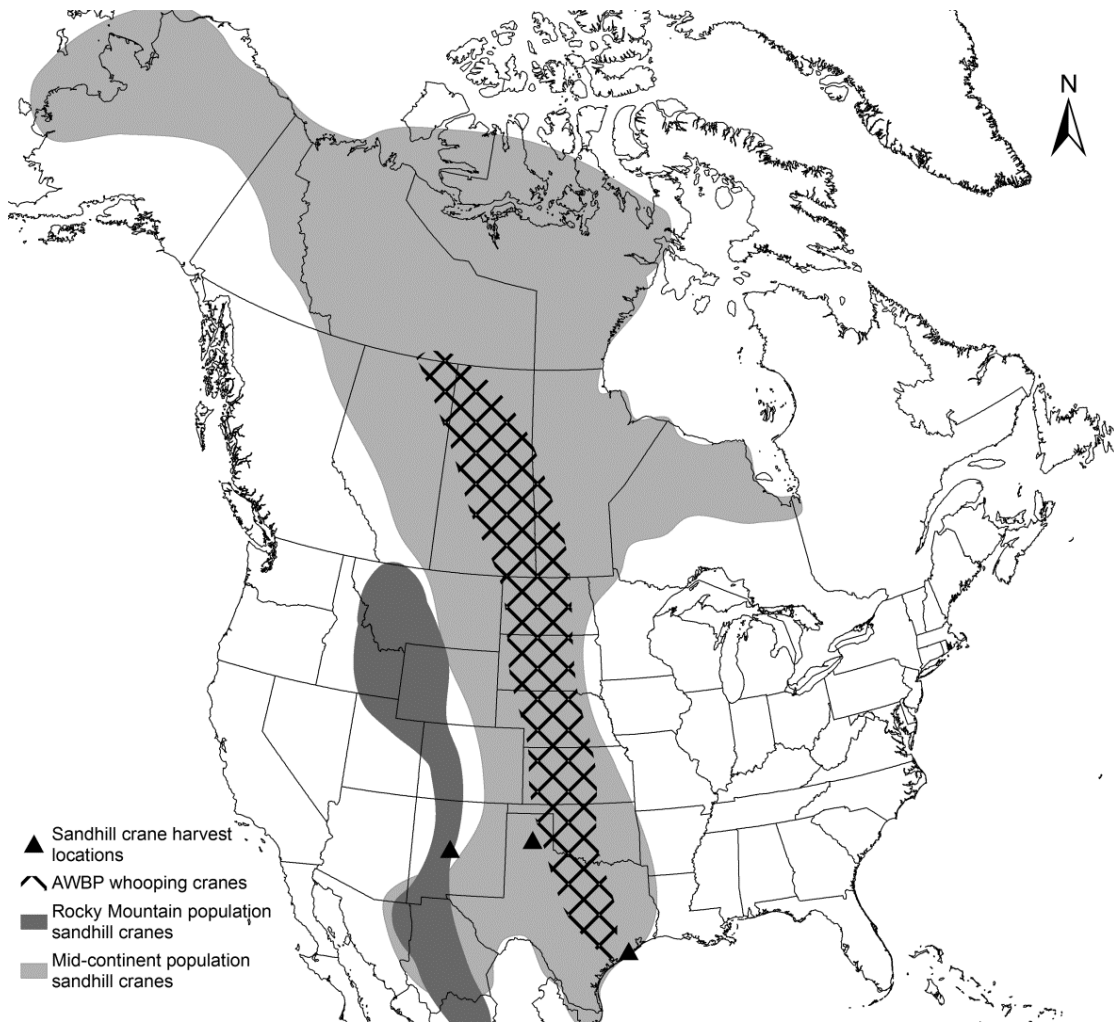 N
Sandhill crane harvest
locations
AWBP whooping cranes
Rocky Mountain population
sandhill cranes
Mid-continent population
sandhill cranes